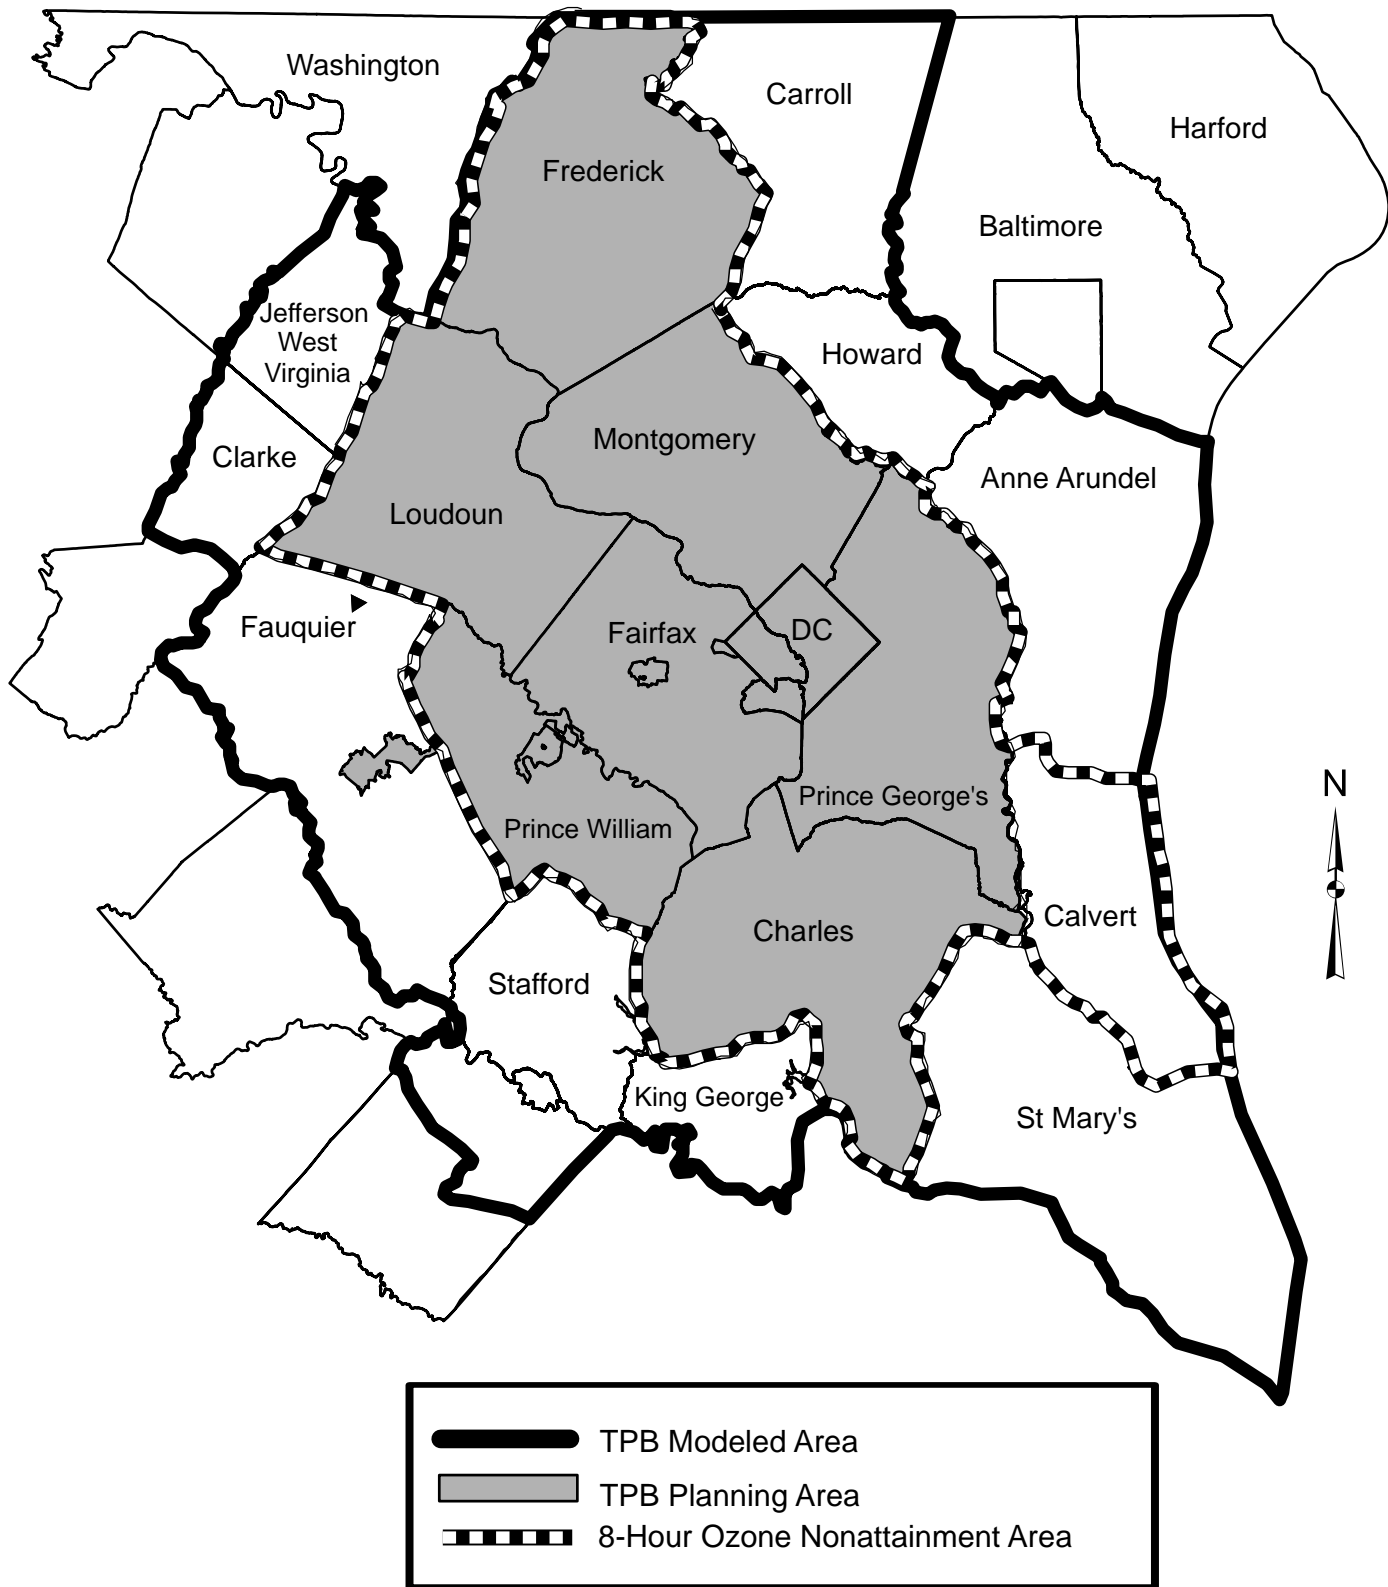 Washington
Carroll
Harford
Frederick
Baltimore
Jefferson
West
Virginia
Howard
Montgomery
Clarke
Anne Arundel
Loudoun
Fauquier
Fairfax
DC
N
Prince George's
Prince William
Calvert
Charles
Stafford
King George
St Mary's
TPB Modeled Area
TPB Planning Area
8-Hour Ozone Nonattainment Area